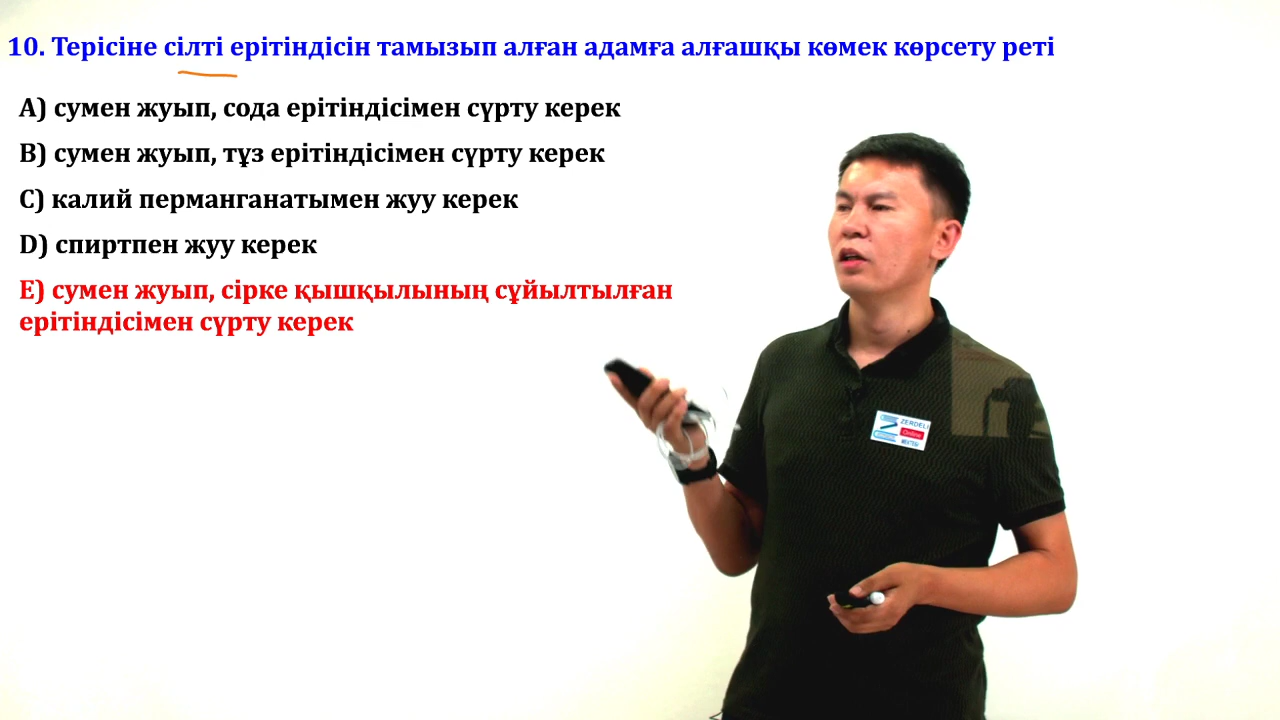 10. Терісіне сілті ерітіндісін тамызып алған адамға алғашқы көмек көрсету реті
A) сумен жуып, сода ерітіндісімен сүрту керек
B) сумен жуып, тұз ерітіндісімен сүрту керек
C) калий перманганатымен жуу керек
D) спиртпен жуу керек
E) сумен жуып, сірке қышқылының сұйылтылған
ерітіндісімен сүрту керек
ZERDELI
Online